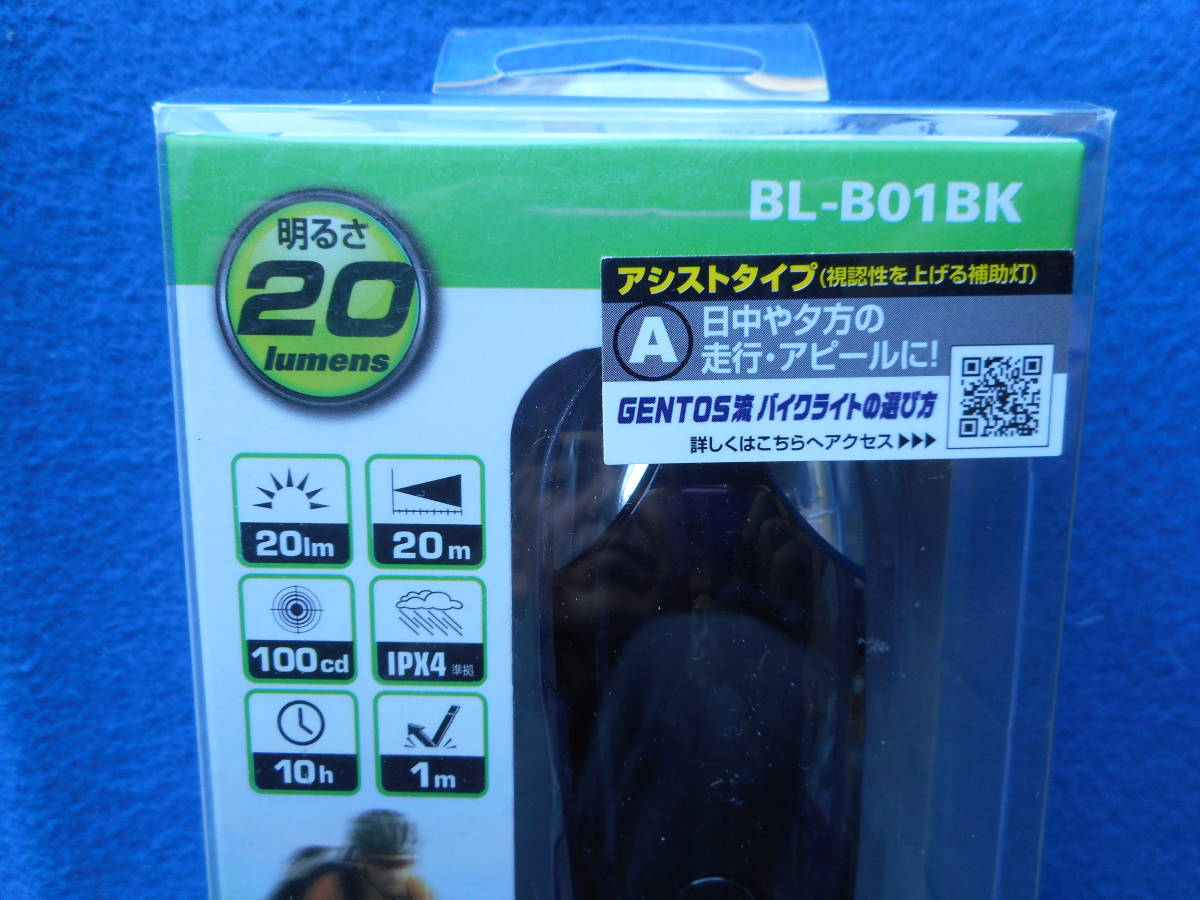 BL-B01BK
明るさ
20
lumens
アシストタイプ(視認性を上げる補助灯)
A
日中や夕方の
走行・アピールに!
GENTOS流 バイクライトの選び方
詳しくはこちらへアクセス▶▶▶
20lm
20m
100cd
IPX4 準拠
10h
1m